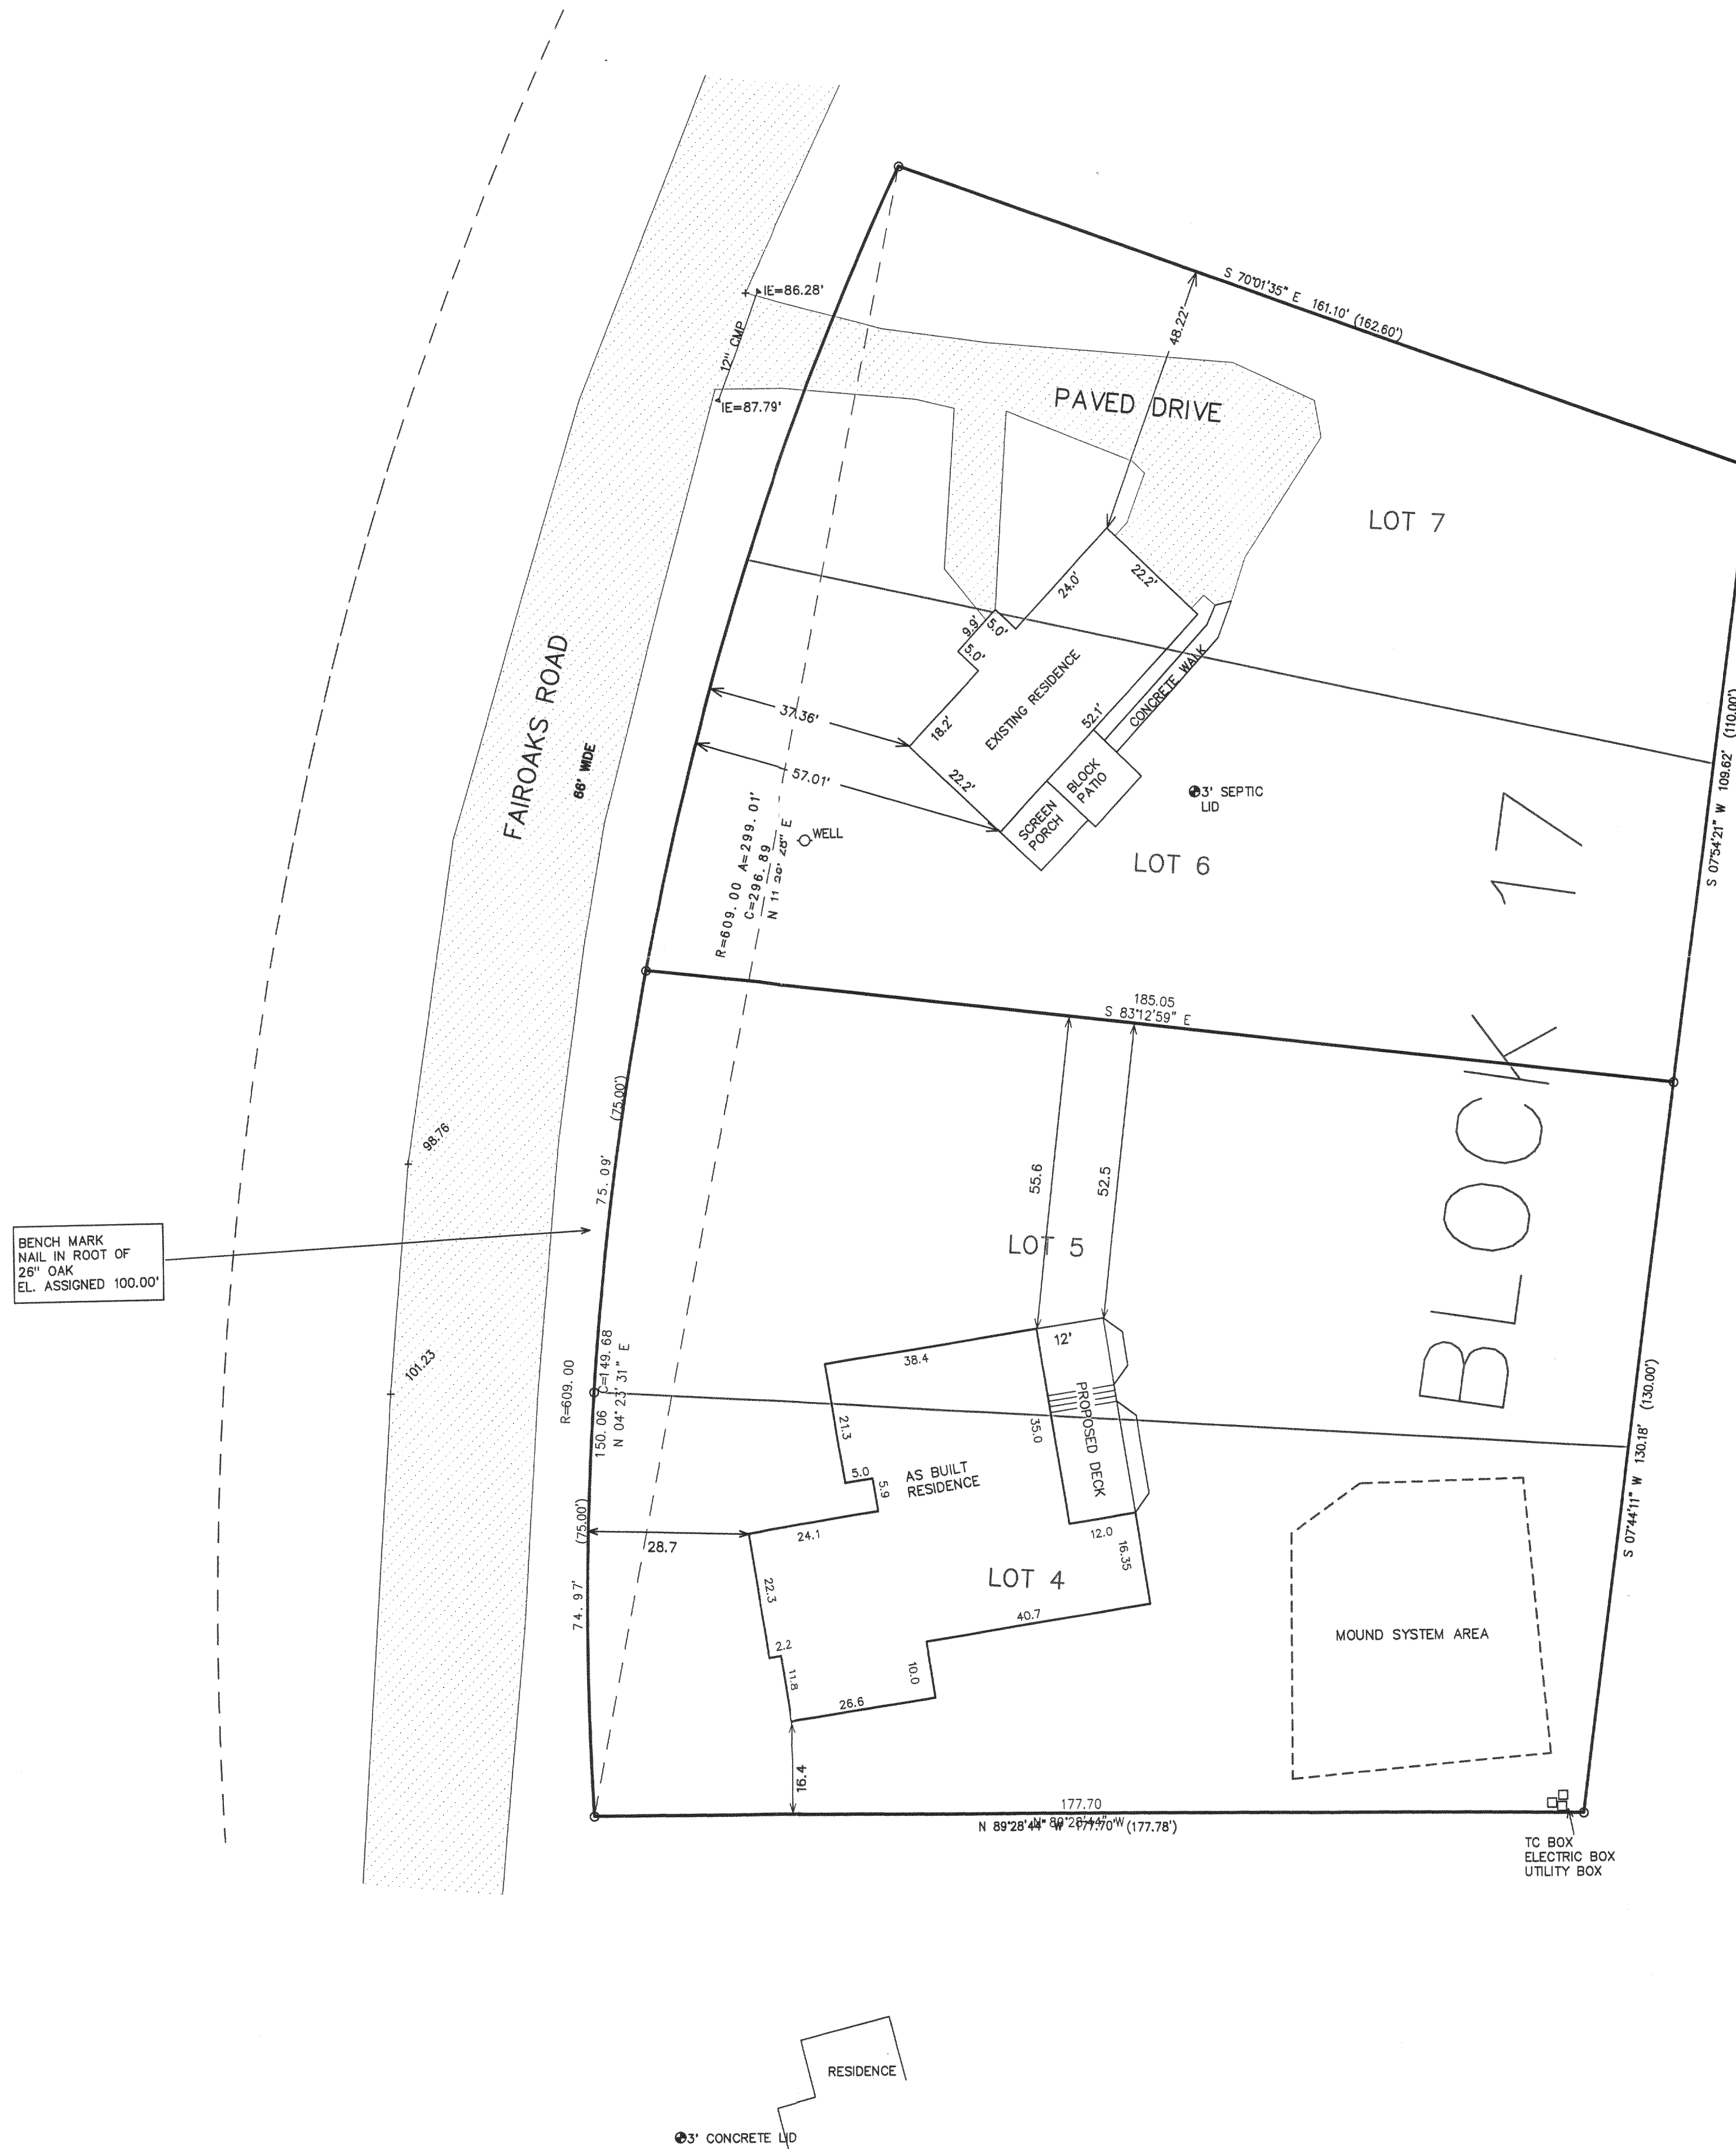 S 70°01'35" E 161.10' (162.60')
IE=86.28'
12" CMP
IE=87.79'
48.22'
PAVED DRIVE
LOT 7
24.0'
22.2'
9.9'
5.0'
5.0'
FAIROAKS ROAD
66' WIDE
37.36'
18.2'
EXISTING RESIDENCE
52.1'
CONCRETE WALK
57.01'
22.2'
BLOCK
PATIO
SCREEN
PORCH
3' SEPTIC
LID
WELL
LOT 6
R=609.00 A=299.01'
C=296.89
N 11° 26' 28" E
S 07°54'21" W 109.62' (110.00')
BLOCK 17
185.05
S 83°12'59" E
(75.00')
75.09'
98.76
55.6
52.5
BENCH MARK
NAIL IN ROOT OF
26" OAK
EL. ASSIGNED 100.00'
LOT 5
101.23
R=609.00
150.06 C=149.68
N 04° 23' 31" E
12'
38.4
21.3
35.0
PROPOSED DECK
5.0
5.9
AS BUILT
RESIDENCE
(75.00')
74.97'
28.7
24.1
12.0
16.35
22.3
LOT 4
40.7
2.2
11.8
10.0
26.6
16.4
MOUND SYSTEM AREA
S 07°44'11" W 130.18' (130.00')
177.70
N 89°28'44" W
N 89°28'44" W 177.70' (177.78')
TC BOX
ELECTRIC BOX
UTILITY BOX
RESIDENCE
3' CONCRETE LID